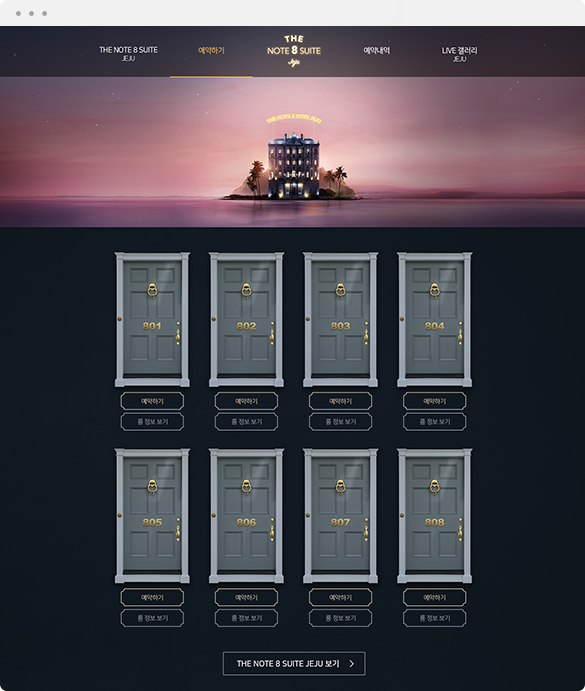 THE NOTE 8 SUITE
JEJU
예약하기
THE
NOTE 8 SUITE
Jeju
예약내역
LIVE 갤러리
JEJU
THE NOTE 8 SUITE JEJU
801
802
803
804
예약하기
예약하기
예약하기
예약하기
룸 정보 보기
룸 정보 보기
룸 정보 보기
룸 정보 보기
805
806
807
808
예약하기
예약하기
예약하기
예약하기
룸 정보 보기
룸 정보 보기
룸 정보 보기
룸 정보 보기
THE NOTE 8 SUITE JEJU 보기